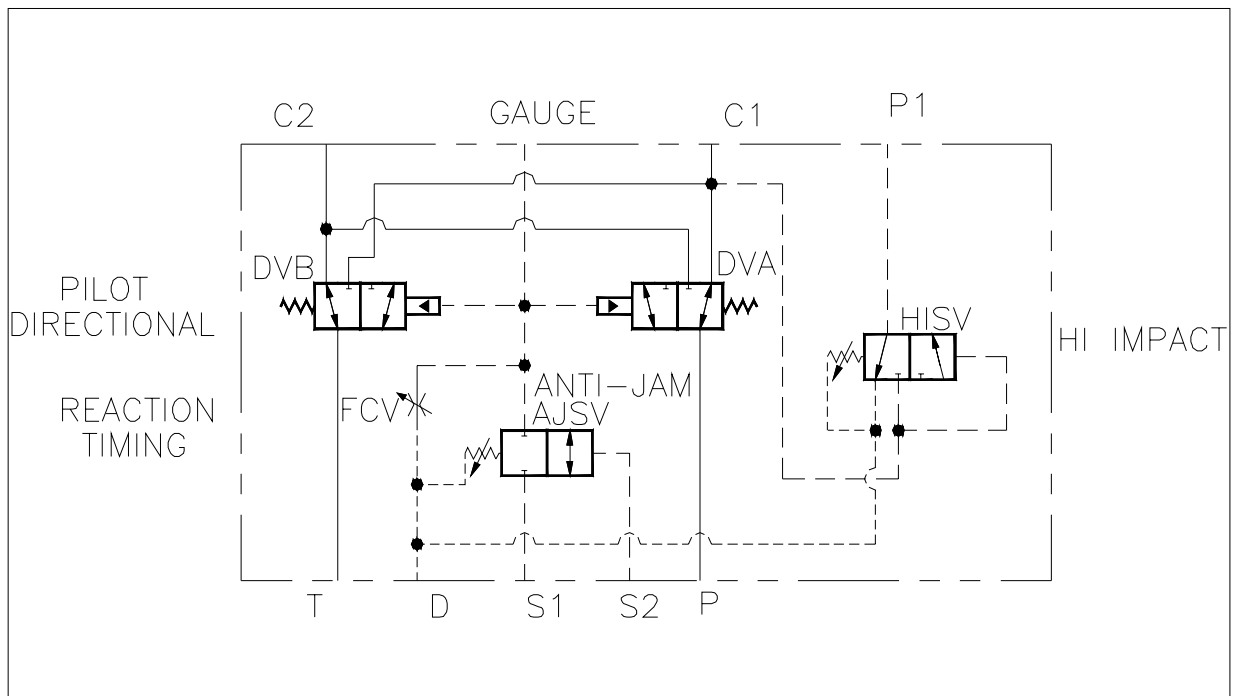 C2
GAUGE
C1
P1
DVB
DVA
PILOT
DIRECTIONAL
HISV
HI IMPACT
ANTI-JAM
AJSV
FCV
REACTION
TIMING
T
D
S1
S2
P